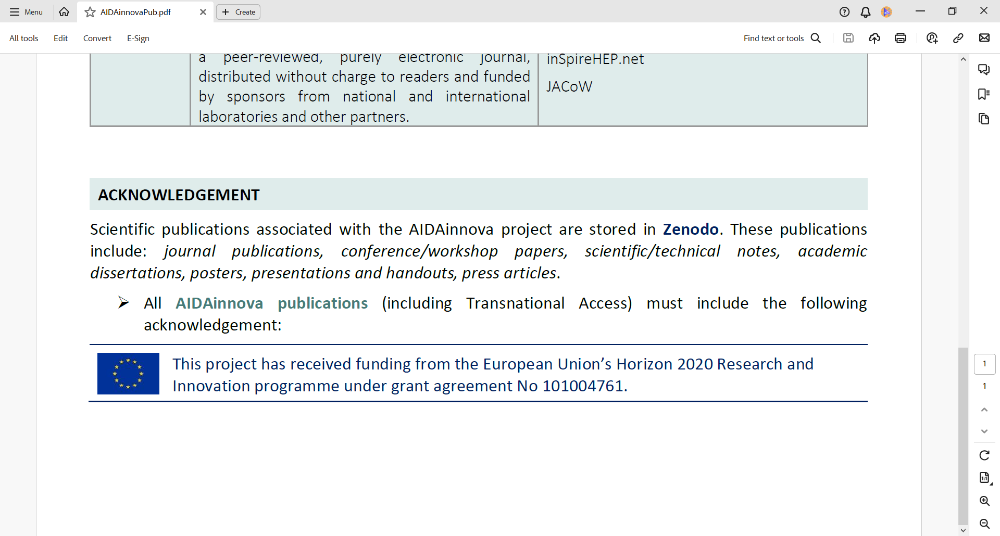 Menu
AIDAinnovaPub.pdf
Create
All tools
Edit
Convert
E-Sign
Find text or tools
a peer-reviewed, purely electronic journal,
distributed without charge to readers and funded
by sponsors from national and international
laboratories and other partners.
inSpireHEP.net
JACoW
ACKNOWLEDGEMENT
Scientific publications associated with the AIDAinnova project are stored in Zenodo. These publications
include: journal publications, conference/workshop papers, scientific/technical notes, academic
dissertations, posters, presentations and handouts, press articles.
All AIDAinnova publications (including Transnational Access) must include the following
acknowledgement:
This project has received funding from the European Union’s Horizon 2020 Research and
Innovation programme under grant agreement No 101004761.
1
1
1:1